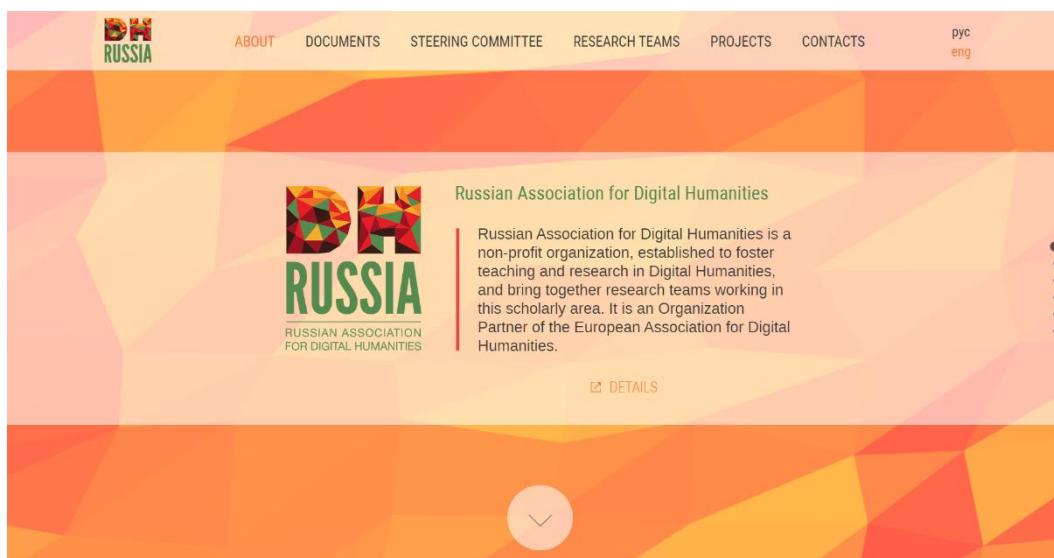 DH
RUSSIA
ABOUT DOCUMENTS STEERING COMMITTEE RESEARCH TEAMS PROJECTS CONTACTS
рус
eng
DH
RUSSIA
RUSSIAN ASSOCIATION
FOR DIGITAL HUMANITIES
Russian Association for Digital Humanities
Russian Association for Digital Humanities is a
non-profit organization, established to foster
teaching and research in Digital Humanities,
and bring together research teams working in
this scholarly area. It is an Organization
Partner of the European Association for Digital
Humanities.
DETAILS